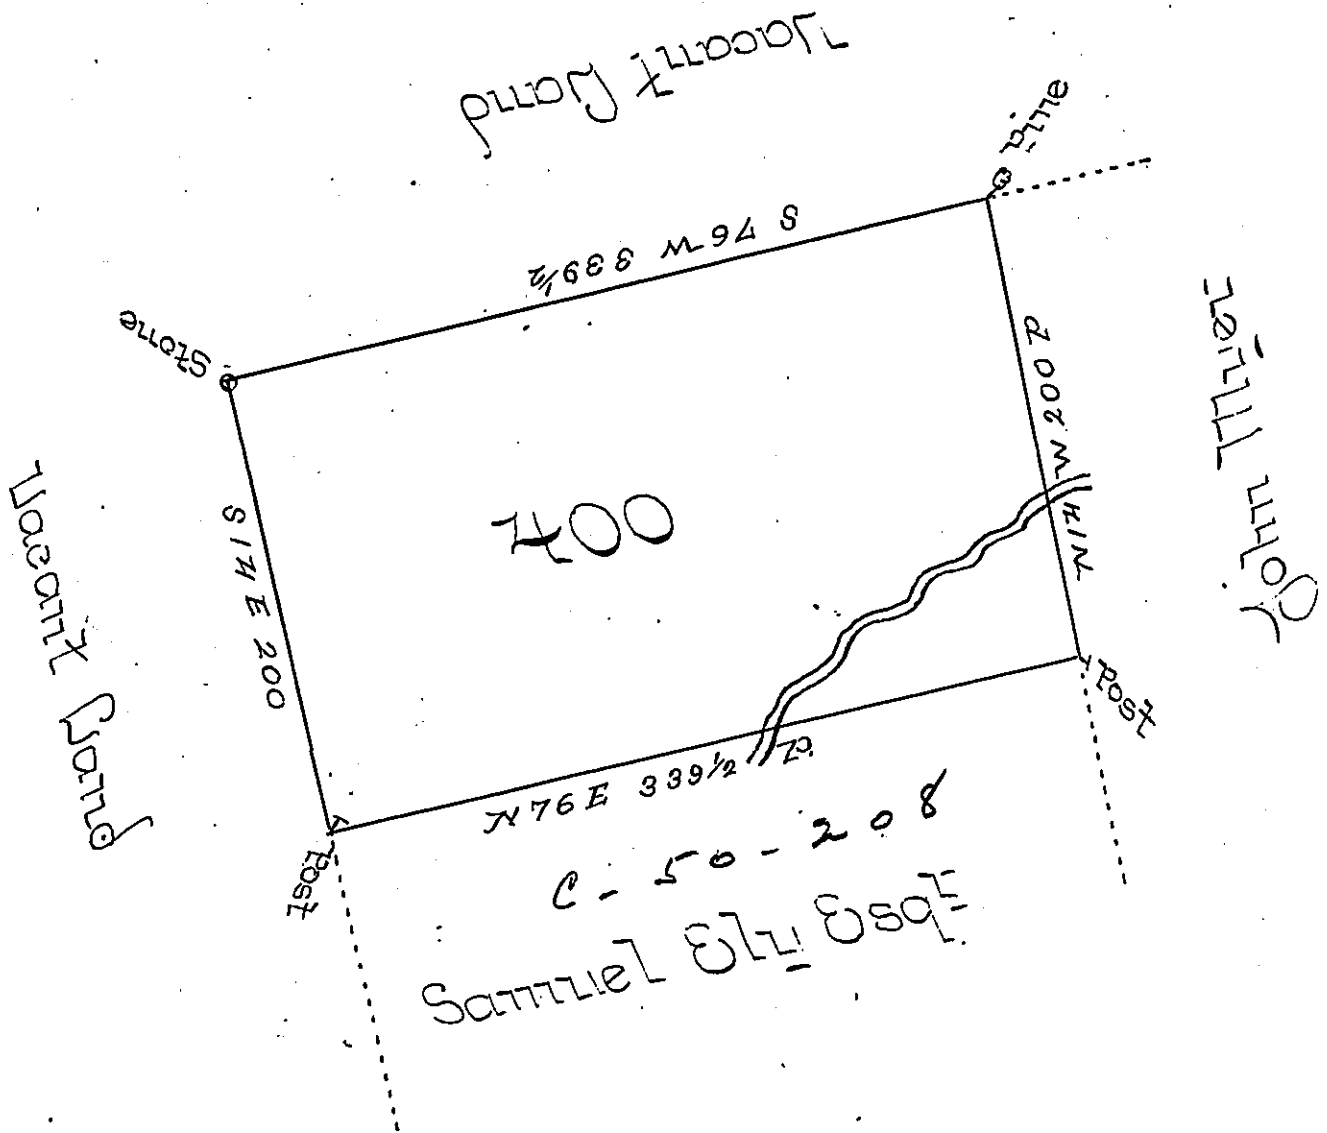 Vacant Land
Pine
S 76 W 339½
Stone
N 14 W 200 P
John Miller
Vacant Land
S 14 E 200
400
Post
N 76 E 339½ P.
Post
C - 50 - 208
Samuel Ely Esqr